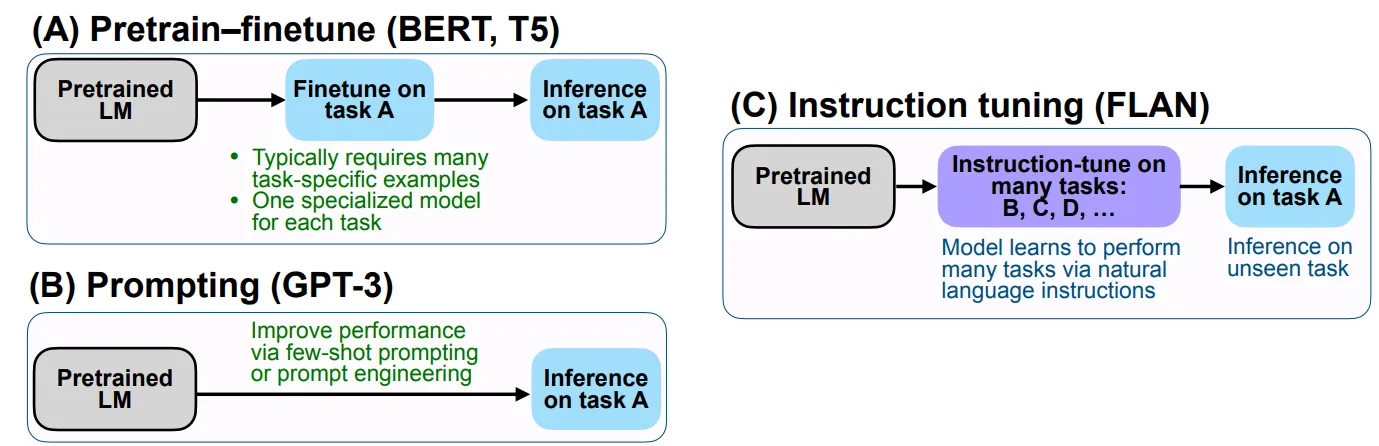 (A) Pretrain–finetune (BERT, T5)
Pretrained
LM
Finetune on
task A
Inference
on task A
• Typically requires many
task-specific examples
• One specialized model
for each task
(B) Prompting (GPT-3)
Pretrained
LM
Improve performance
via few-shot prompting
or prompt engineering
Inference
on task A
(C) Instruction tuning (FLAN)
Pretrained
LM
Instruction-tune on
many tasks:
B, C, D, …
Inference
on task A
Model learns to perform
many tasks via natural
language instructions
Inference on
unseen task